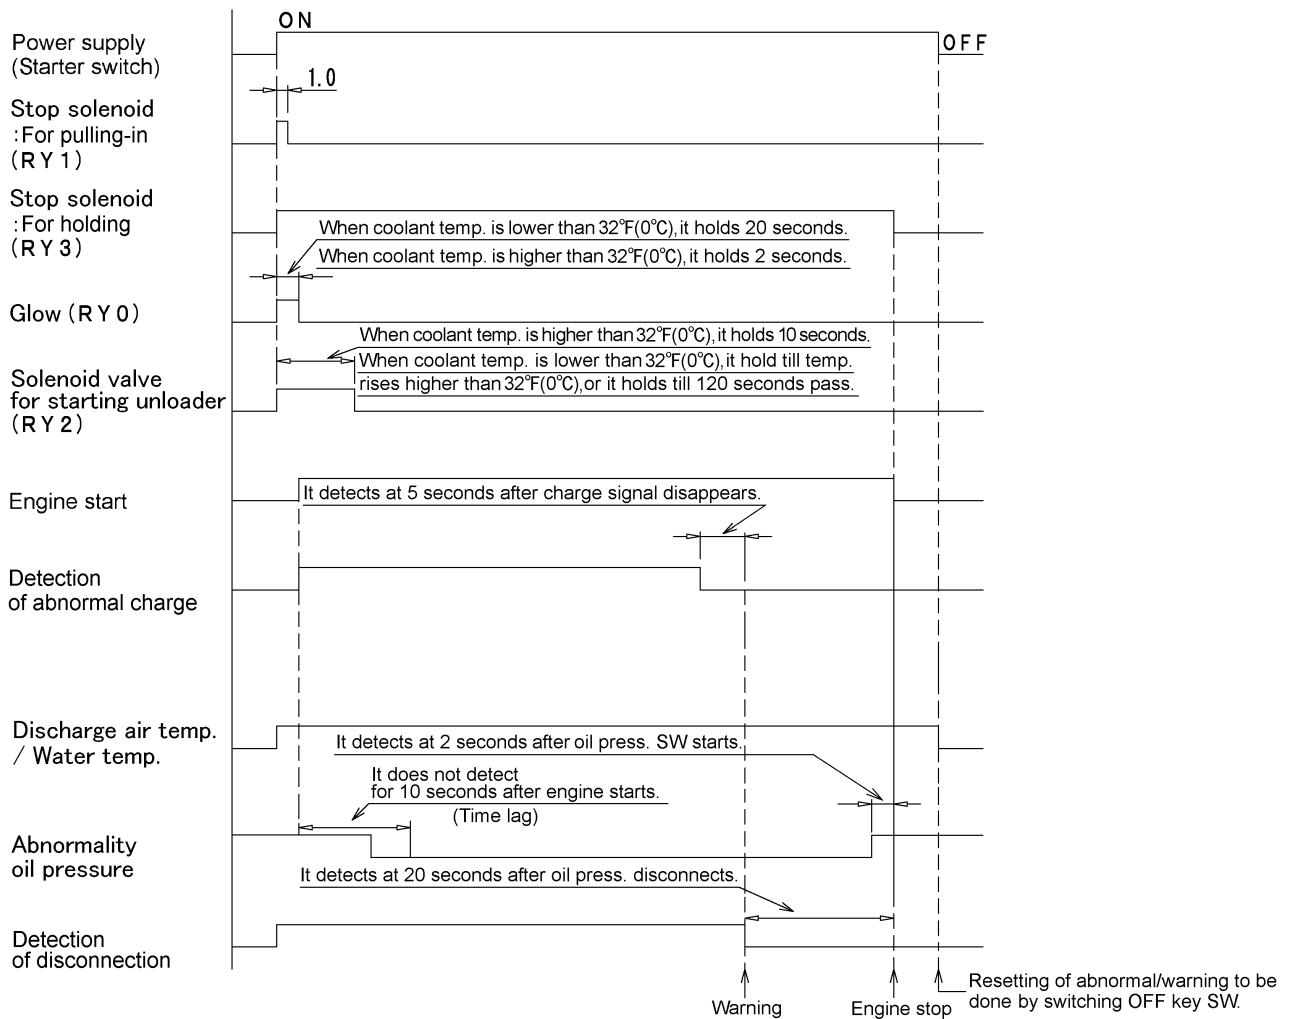 ON
Power supply
(Starter switch)
OFF
1.0
Stop solenoid
:For pulling-in
(RY1)
Stop solenoid
:For holding
(RY3)
When coolant temp. is lower than 32°F(0°C), it holds 20 seconds.
When coolant temp. is higher than 32°F(0°C), it holds 2 seconds.
Glow (RY0)
When coolant temp. is higher than 32°F(0°C), it holds 10 seconds.
When coolant temp. is lower than 32°F(0°C), it hold till temp.
rises higher than 32°F(0°C), or it holds till 120 seconds pass.
Solenoid valve
for starting unloader
(RY2)
Engine start
It detects at 5 seconds after charge signal disappears.
Detection
of abnormal charge
Discharge air temp.
/ Water temp.
It detects at 2 seconds after oil press. SW starts.
It does not detect
for 10 seconds after engine starts.
(Time lag)
Abnormality
oil pressure
It detects at 20 seconds after oil press. disconnects.
Detection
of disconnection
Warning
Engine stop
Resetting of abnormal/warning to be
done by switching OFF key SW.